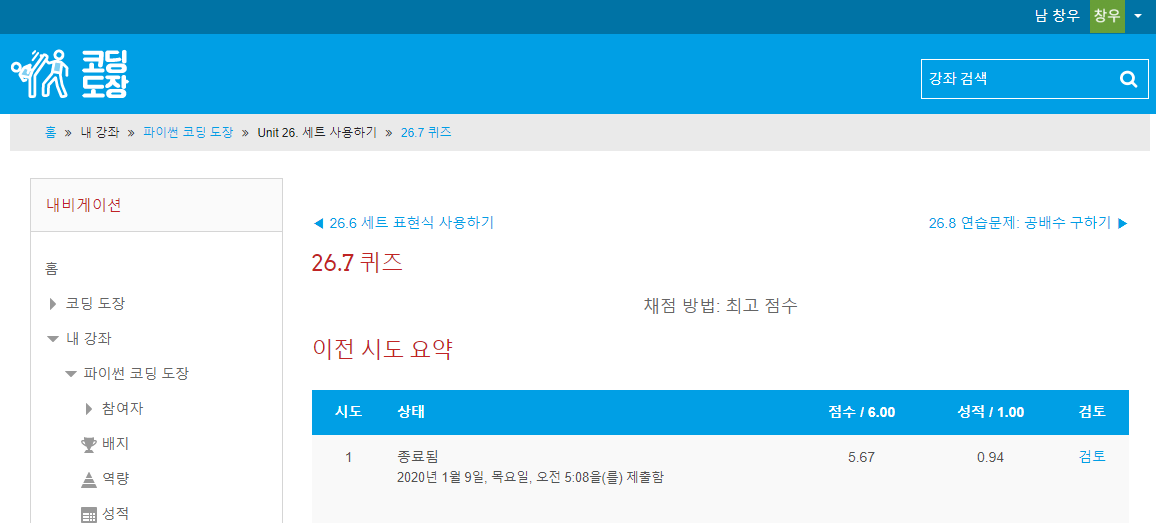 남 창우 창우
코딩
도장
강좌 검색
홈 » 내 강좌 » 파이썬 코딩 도장 » Unit 26. 세트 사용하기 » 26.7 퀴즈
내비게이션
홈
코딩 도장
내 강좌
파이썬 코딩 도장
참여자
배지
역량
성적
◀ 26.6 세트 표현식 사용하기
26.8 연습문제: 공배수 구하기 ▶
26.7 퀴즈
채점 방법: 최고 점수
이전 시도 요약
시도 상태 점수 / 6.00 성적 / 1.00 검토
1 종료됨 5.67 0.94 검토
2020년 1월 9일, 목요일, 오전 5:08을(를) 제출함